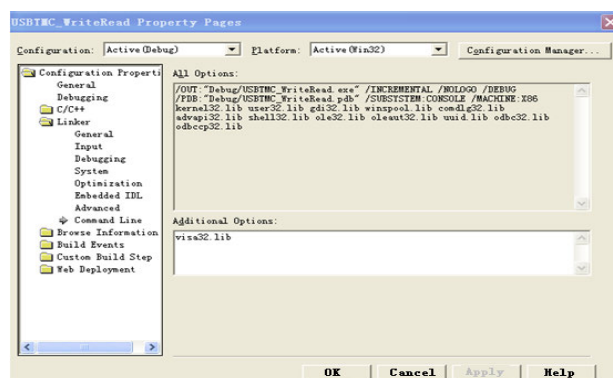 USBTMC_WriteRead Property Pages
Configuration: Active(Debug) Platform: Active(Win32) Configuration Manager...
Configuration Properti
General
Debugging
C/C++
Linker
General
Input
Debugging
System
Optimization
Embedded IDL
Advanced
Command Line
Browse Information
Build Events
Custom Build Step
Web Deployment
All Options:
/OUT:"Debug/USBTMC_WriteRead.exe" /INCREMENTAL /NOLOGO /DEBUG
/PDB:"Debug/USBTMC_WriteRead.pdb" /SUBSYSTEM:CONSOLE /MACHINE:X86
kernel32.lib user32.lib gdi32.lib winspool.lib comdlg32.lib
advapi32.lib shell32.lib ole32.lib oleaut32.lib uuid.lib odbc32.lib
odbccp32.lib
Additional Options:
visa32.lib
OK Cancel Apply Help